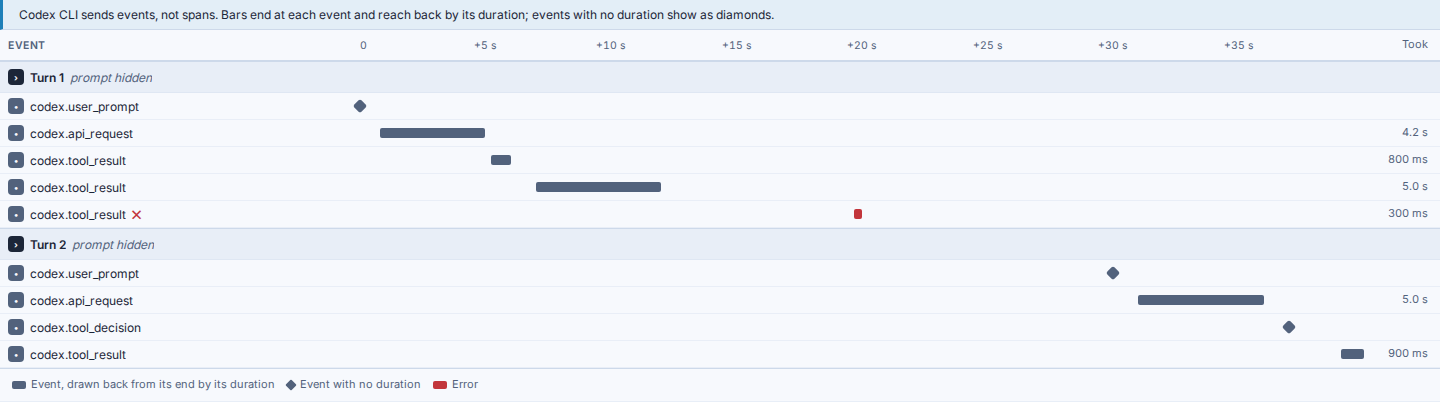 Codex CLI sends events, not spans. Bars end at each event and reach back by its duration; events with no duration show as diamonds.
EVENT 0 +5 s +10 s +15 s +20 s +25 s +30 s +35 s Took
Turn 1 prompt hidden
codex.user_prompt
codex.api_request 4.2 s
codex.tool_result 800 ms
codex.tool_result 5.0 s
codex.tool_result ✕ 300 ms
Turn 2 prompt hidden
codex.user_prompt
codex.api_request 5.0 s
codex.tool_decision
codex.tool_result 900 ms
Event, drawn back from its end by its duration Event with no duration Error